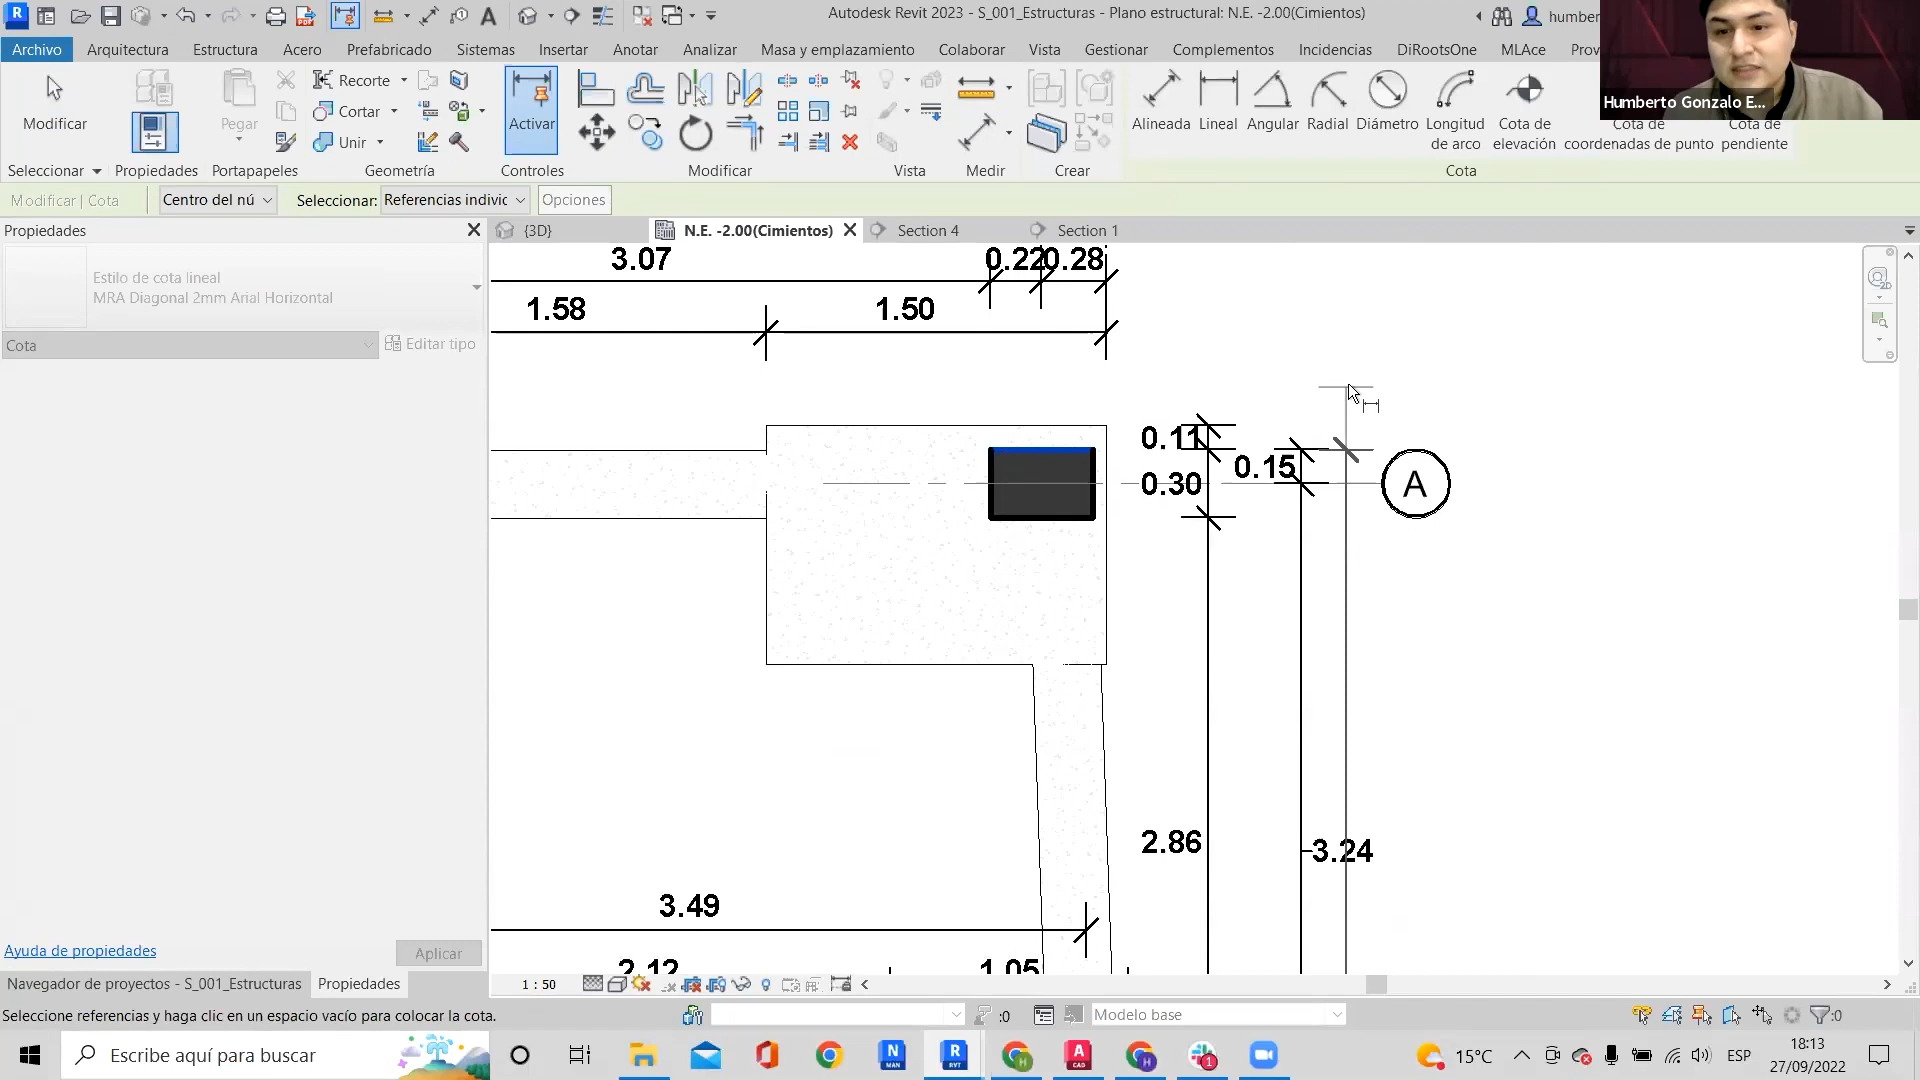 Autodesk Revit 2023 - S_001_Estructuras - Plano estructural: N.E. -2.00(Cimientos)
humber
Archivo Arquitectura Estructura Acero Prefabricado Sistemas Insertar Anotar Analizar Masa y emplazamiento Colaborar Vista Gestionar Complementos Incidencias DiRootsOne MLAce Prov
Humberto Gonzalo E...
Modificar Pegar Recorte Cortar Unir Activar
Alineada Lineal Angular Radial Diámetro Longitud de arco Cota de elevación Cota de coordenadas de punto Cota de pendiente
Seleccionar Propiedades Portapapeles Geometría Controles Modificar Vista Medir Crear Cota
Modificar | Cota Centro del nú Seleccionar: Referencias individ Opciones
Propiedades
{3D} N.E. -2.00(Cimientos) Section 4 Section 1
Estilo de cota lineal
MRA Diagonal 2mm Arial Horizontal
Cota Editar tipo
3.07 0.22 0.28
1.58 1.50
0.11
0.15
0.30
A
2.86
3.24
3.49
2.12 1.05
Ayuda de propiedades Aplicar
Navegador de proyectos - S_001_Estructuras Propiedades
1 : 50
Seleccione referencias y haga clic en un espacio vacío para colocar la cota.
:0 Modelo base :0
Escribe aquí para buscar
15°C ESP
18:13
27/09/2022